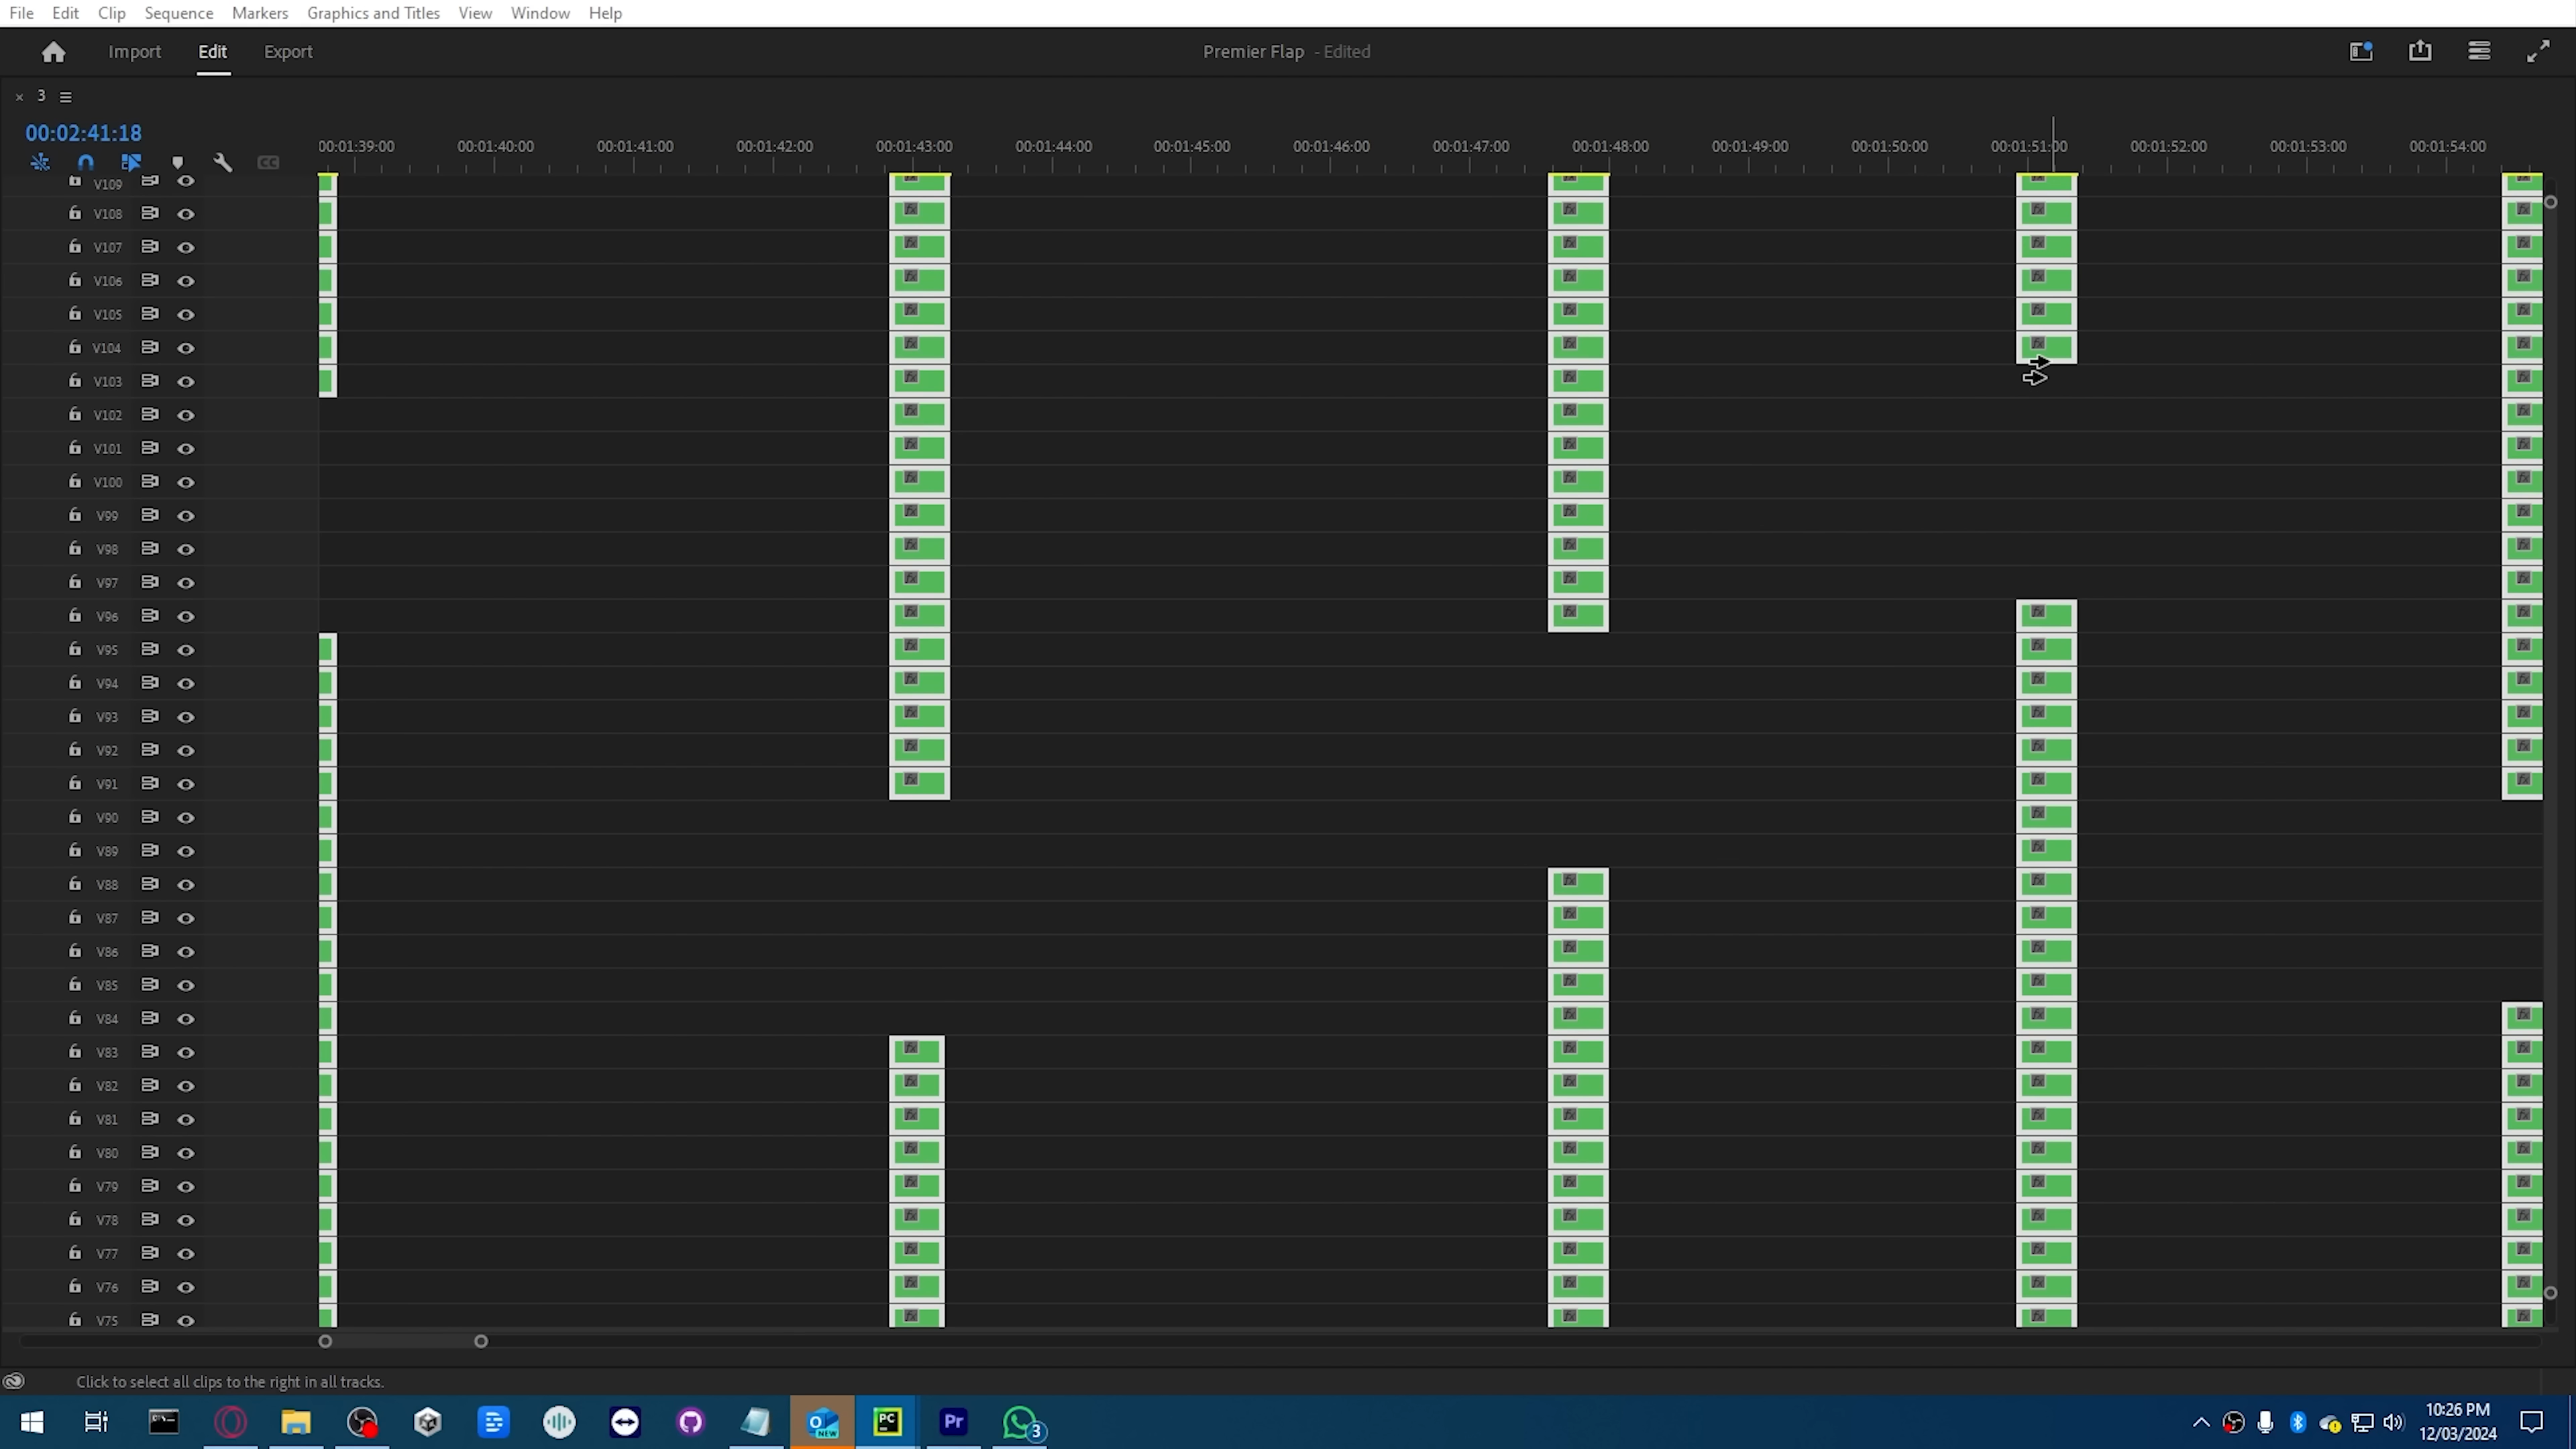 File Edit Clip Sequence Markers Graphics and Titles View Window Help
Import Edit Export Premier Flap - Edited
× 3
00:02:41:18
00:01:39:00 00:01:40:00 00:01:41:00 00:01:42:00 00:01:43:00 00:01:44:00 00:01:45:00 00:01:46:00 00:01:47:00 00:01:48:00 00:01:49:00 00:01:50:00 00:01:51:00 00:01:52:00 00:01:53:00 00:01:54:00
CC
V109
V108
V107
V106
V105
V104
V103
V102
V101
V100
V99
V98
V97
V96
V95
V94
V93
V92
V91
V90
V89
V88
V87
V86
V85
V84
V83
V82
V81
V80
V79
V78
V77
V76
V75
Click to select all clips to the right in all tracks.
NEW PC Pr 3
10:26 PM
12/03/2024